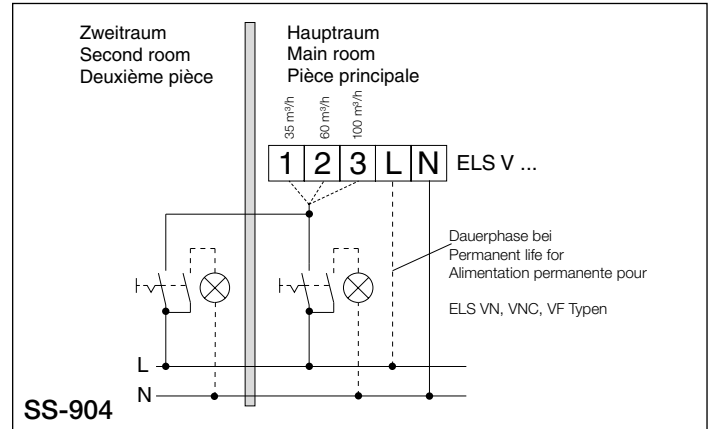 Zweitraum
Second room
Deuxième pièce
Hauptraum
Main room
Pièce principale
35 m³/h
60 m³/h
100 m³/h
1 2 3 L N ELS V ...
Dauerphase bei
Permanent life for
Alimentation permanente pour
ELS VN, VNC, VF Typen
L
N
SS-904